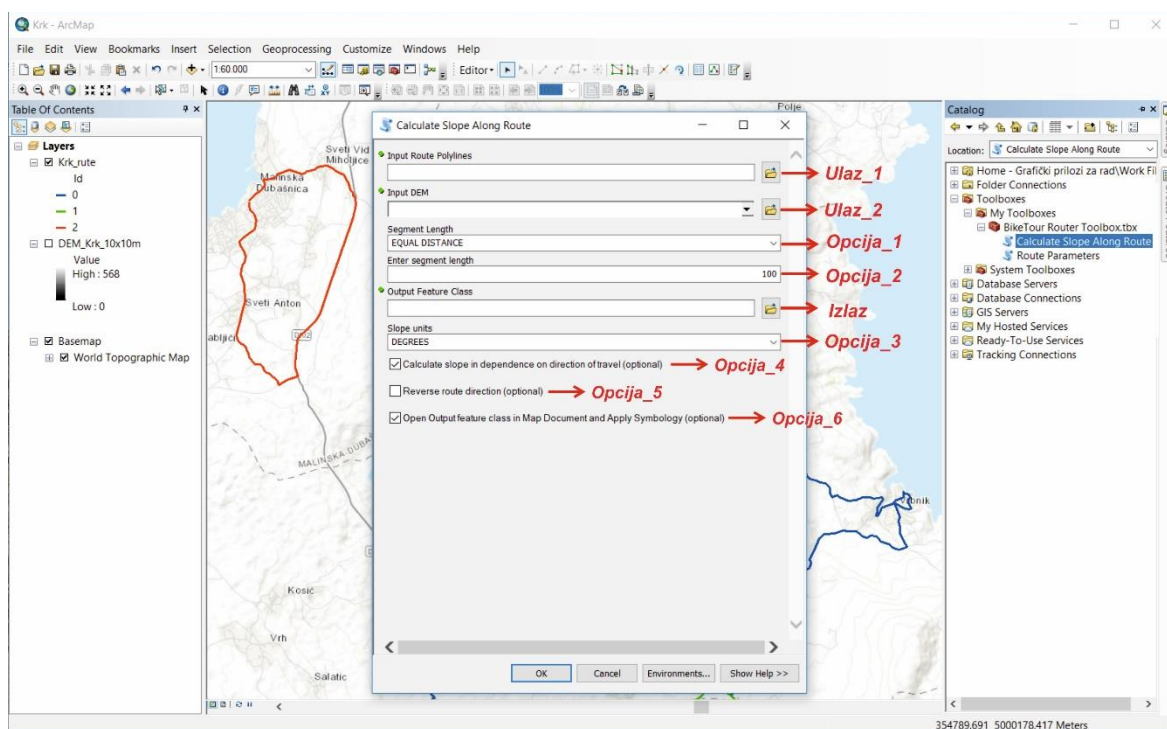 Krk - ArcMap
File Edit View Bookmarks Insert Selection Geoprocessing Customize Windows Help
1:60 000
Editor
Table Of Contents
Layers
Krk_rute
Id
0
1
2
DEM_Krk_10x10m
Value
High : 568
Low : 0
Basemap
World Topographic Map
Polje
Sveti Vid
Miholjice
Malinska
Dubašnica
Sveti Anton
Kosić
Vrh
Salatic
Calculate Slope Along Route
Input Route Polylines
Ulaz_1
Input DEM
Ulaz_2
Segment Length
EQUAL DISTANCE
Opcija_1
Enter segment length
100
Opcija_2
Output Feature Class
Izlaz
Slope units
DEGREES
Opcija_3
Calculate slope in dependence on direction of travel (optional)
Opcija_4
Reverse route direction (optional)
Opcija_5
Open Output feature class in Map Document and Apply Symbology (optional)
Opcija_6
OK Cancel Environments... Show Help >>
Catalog
Location: Calculate Slope Along Route
Home - Grafički prilozi za rad\Work Fil
Folder Connections
Toolboxes
My Toolboxes
BikeTour Router Toolbox.tbx
Calculate Slope Along Route
Route Parameters
System Toolboxes
Database Servers
Database Connections
GIS Servers
My Hosted Services
Ready-To-Use Services
Tracking Connections
354789,691 5000178,417 Meters